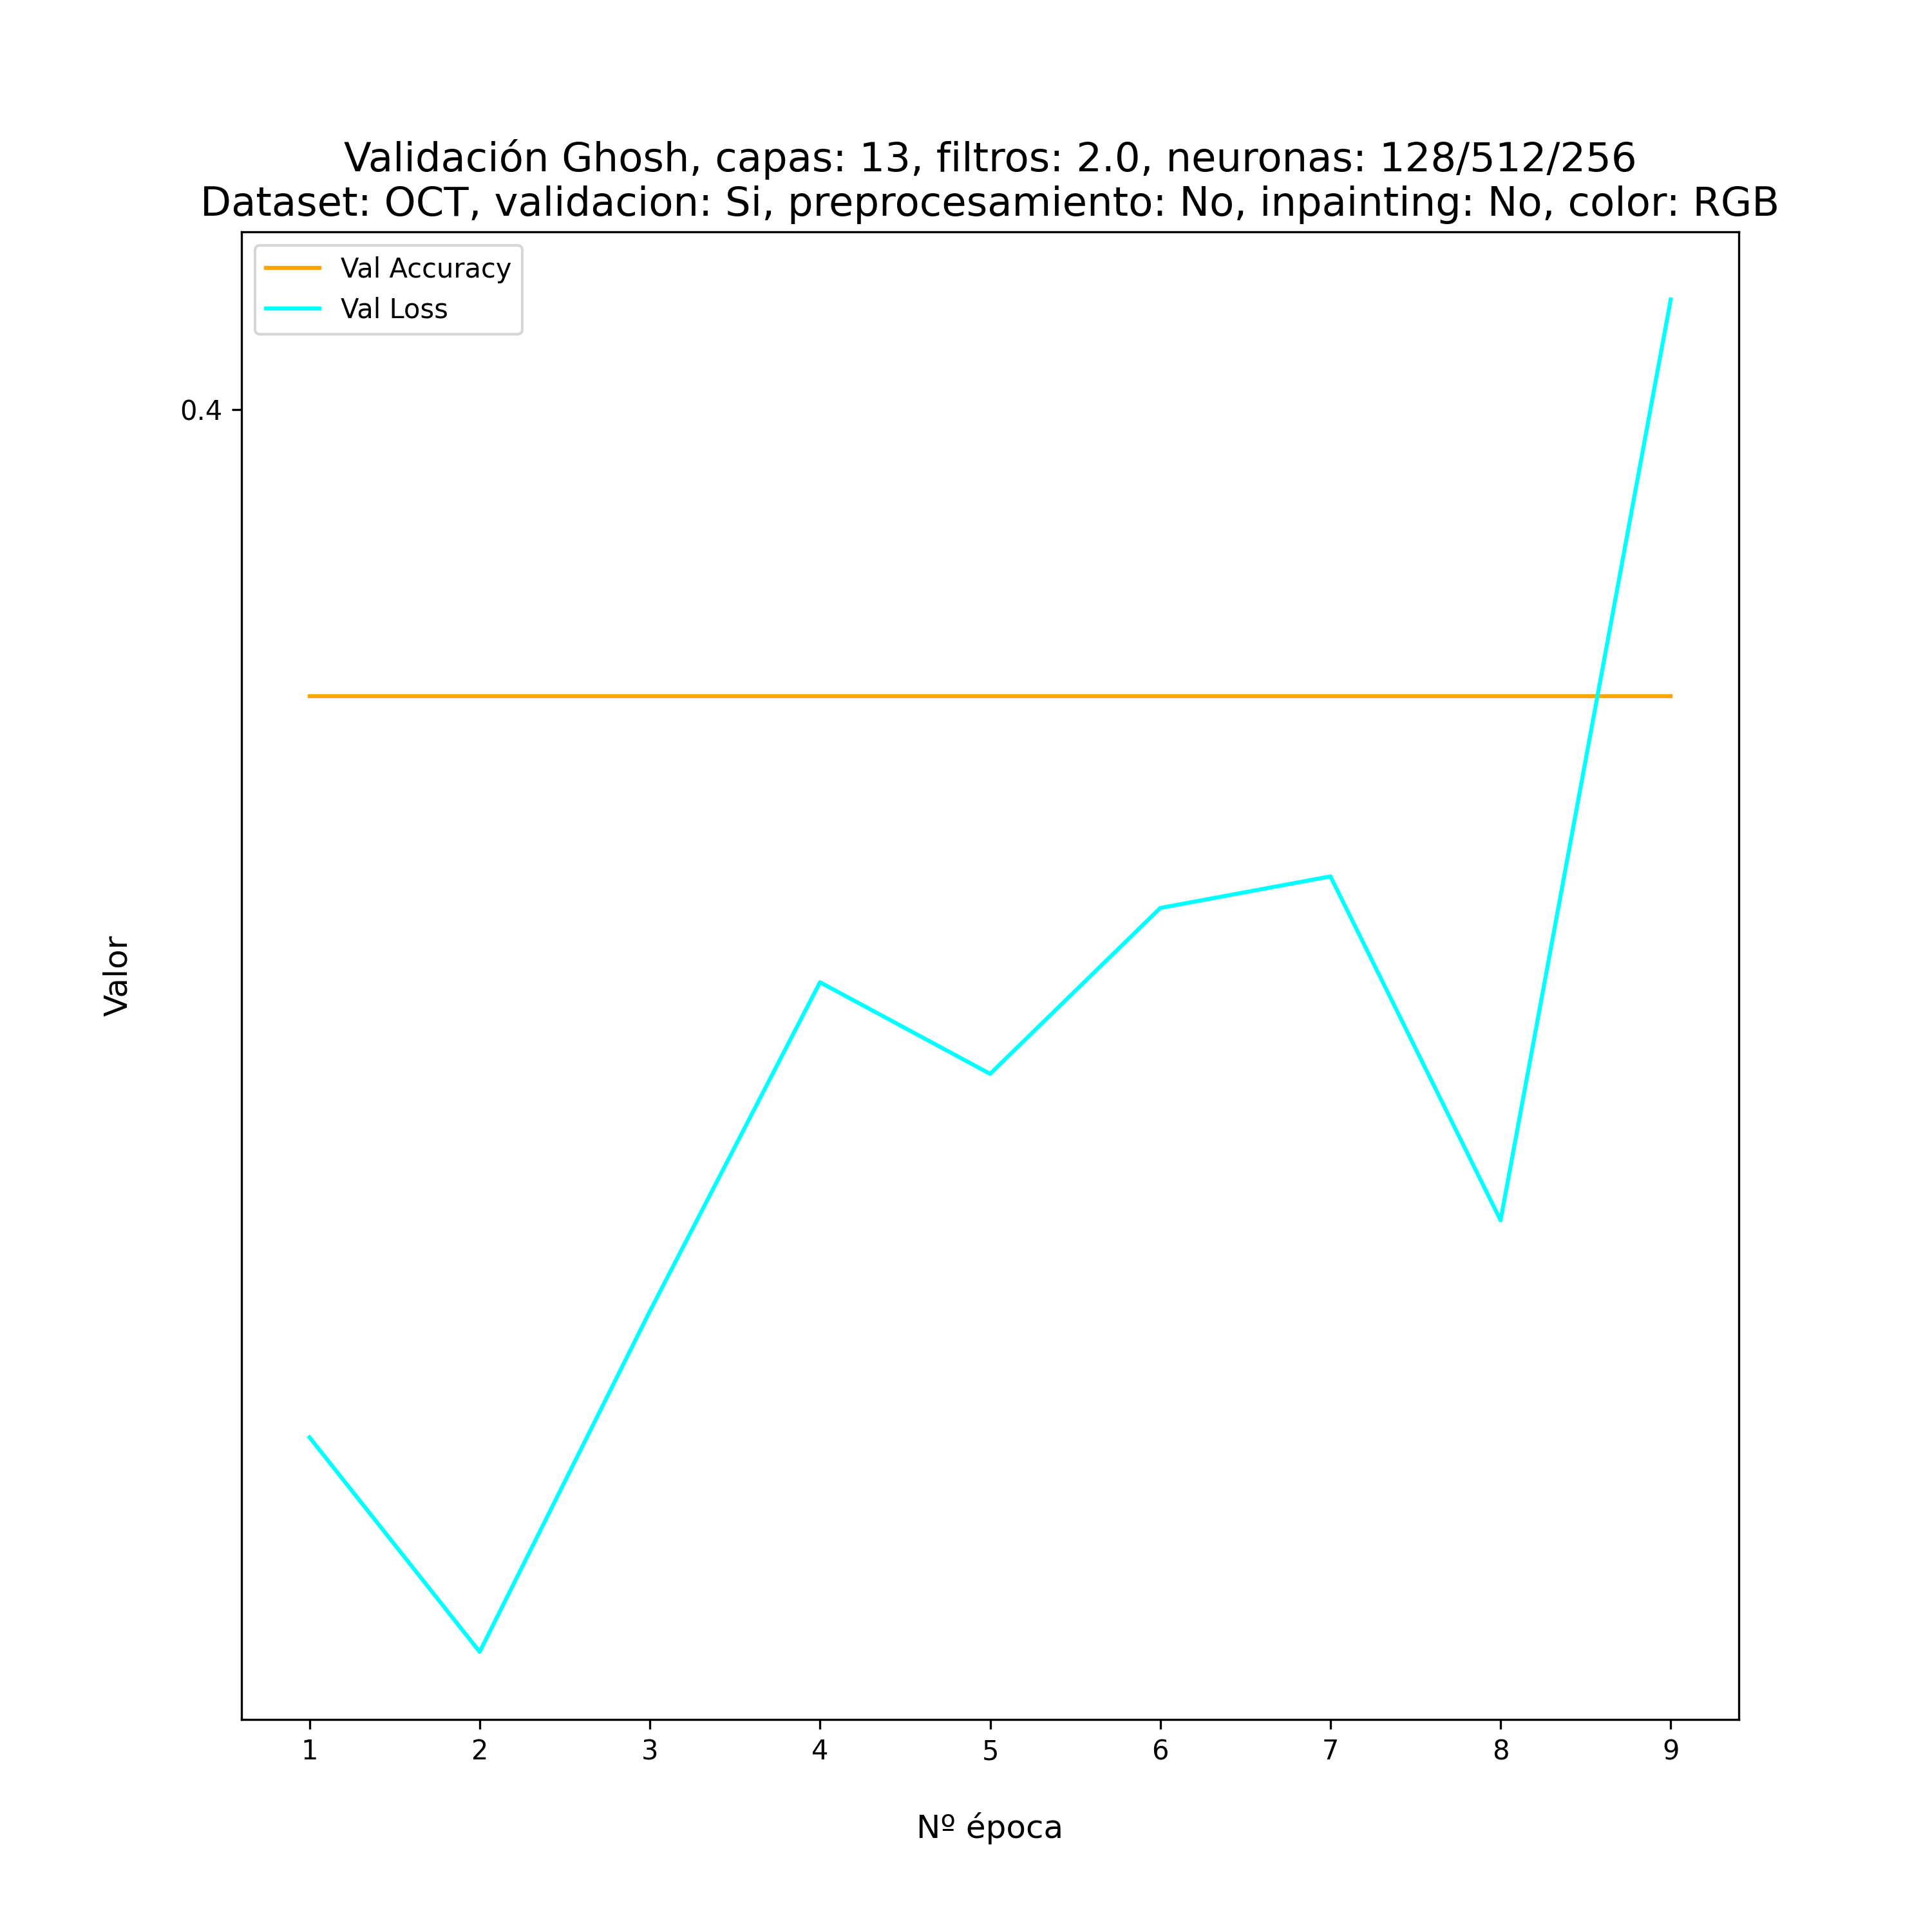 Validación Ghosh, capas: 13, filtros: 2.0, neuronas: 128/512/256
Dataset: OCT, validacion: Si, preprocesamiento: No, inpainting: No, color: RGB
Val Accuracy
Val Loss
0.4
Valor
1 2 3 4 5 6 7 8 9
Nº época